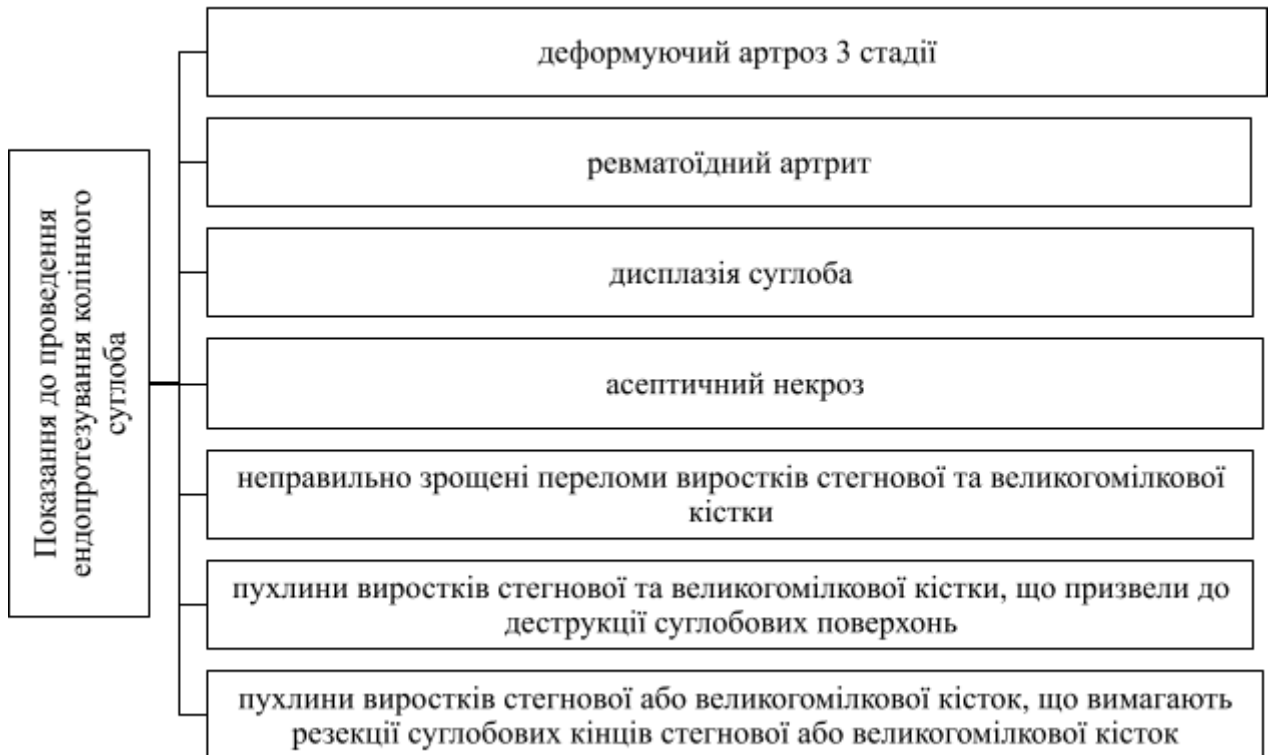 Показання до проведення
ендопротезування колінного
суглоба
деформуючий артроз 3 стадії
ревматоїдний артрит
дисплазія суглоба
асептичний некроз
неправильно зрощені переломи виростків стегнової та великогомілкової
кістки
пухлини виростків стегнової та великогомілкової кістки, що призвели до
деструкції суглобових поверхонь
пухлини виростків стегнової або великогомілкової кісток, що вимагають
резекції суглобових кінців стегнової або великогомілкової кісток